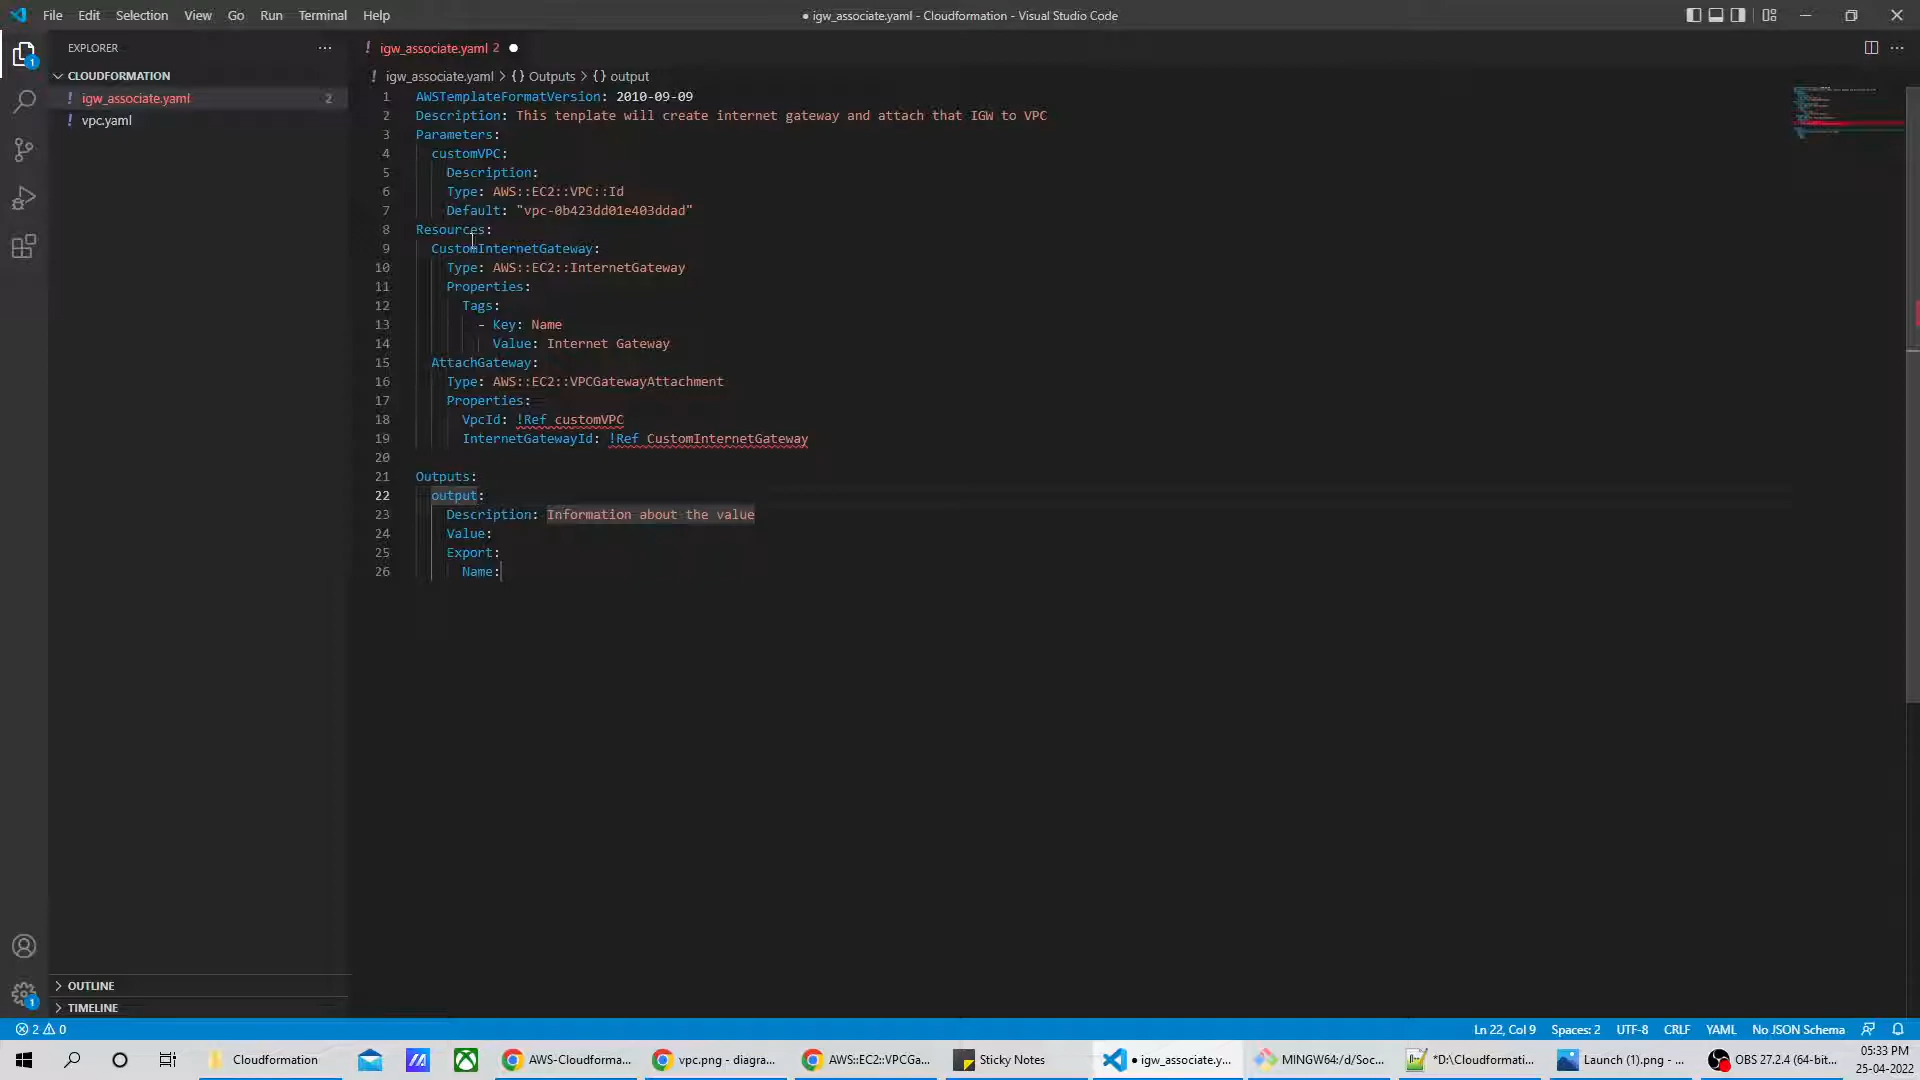 File Edit Selection View Go Run Terminal Help
● igw_associate.yaml - Cloudformation - Visual Studio Code
EXPLORER
CLOUDFORMATION
! igw_associate.yaml 2
! vpc.yaml
OUTLINE
TIMELINE
! igw_associate.yaml 2 ●
! igw_associate.yaml > {} Outputs > {} output
1 AWSTemplateFormatVersion: 2010-09-09
2 Description: This tenplate will create internet gateway and attach that IGW to VPC
3 Parameters:
4 customVPC:
5 Description:
6 Type: AWS::EC2::VPC::Id
7 Default: "vpc-0b423dd01e403ddad"
8 Resources:
9 CustomInternetGateway:
10 Type: AWS::EC2::InternetGateway
11 Properties:
12 Tags:
13 - Key: Name
14 Value: Internet Gateway
15 AttachGateway:
16 Type: AWS::EC2::VPCGatewayAttachment
17 Properties:
18 VpcId: !Ref customVPC
19 InternetGatewayId: !Ref CustomInternetGateway
20
21 Outputs:
22 output:
23 Description: Information about the value
24 Value:
25 Export:
26 Name:
1
1
2 0
Ln 22, Col 9 Spaces: 2 UTF-8 CRLF YAML No JSON Schema
Cloudformation
AWS-Cloudforma...
vpc.png - diagra...
AWS::EC2::VPCGa...
Sticky Notes
● igw_associate.y...
MINGW64:/d/Soc...
*D:\Cloudformati...
Launch (1).png - ...
OBS 27.2.4 (64-bit...
05:33 PM
25-04-2022